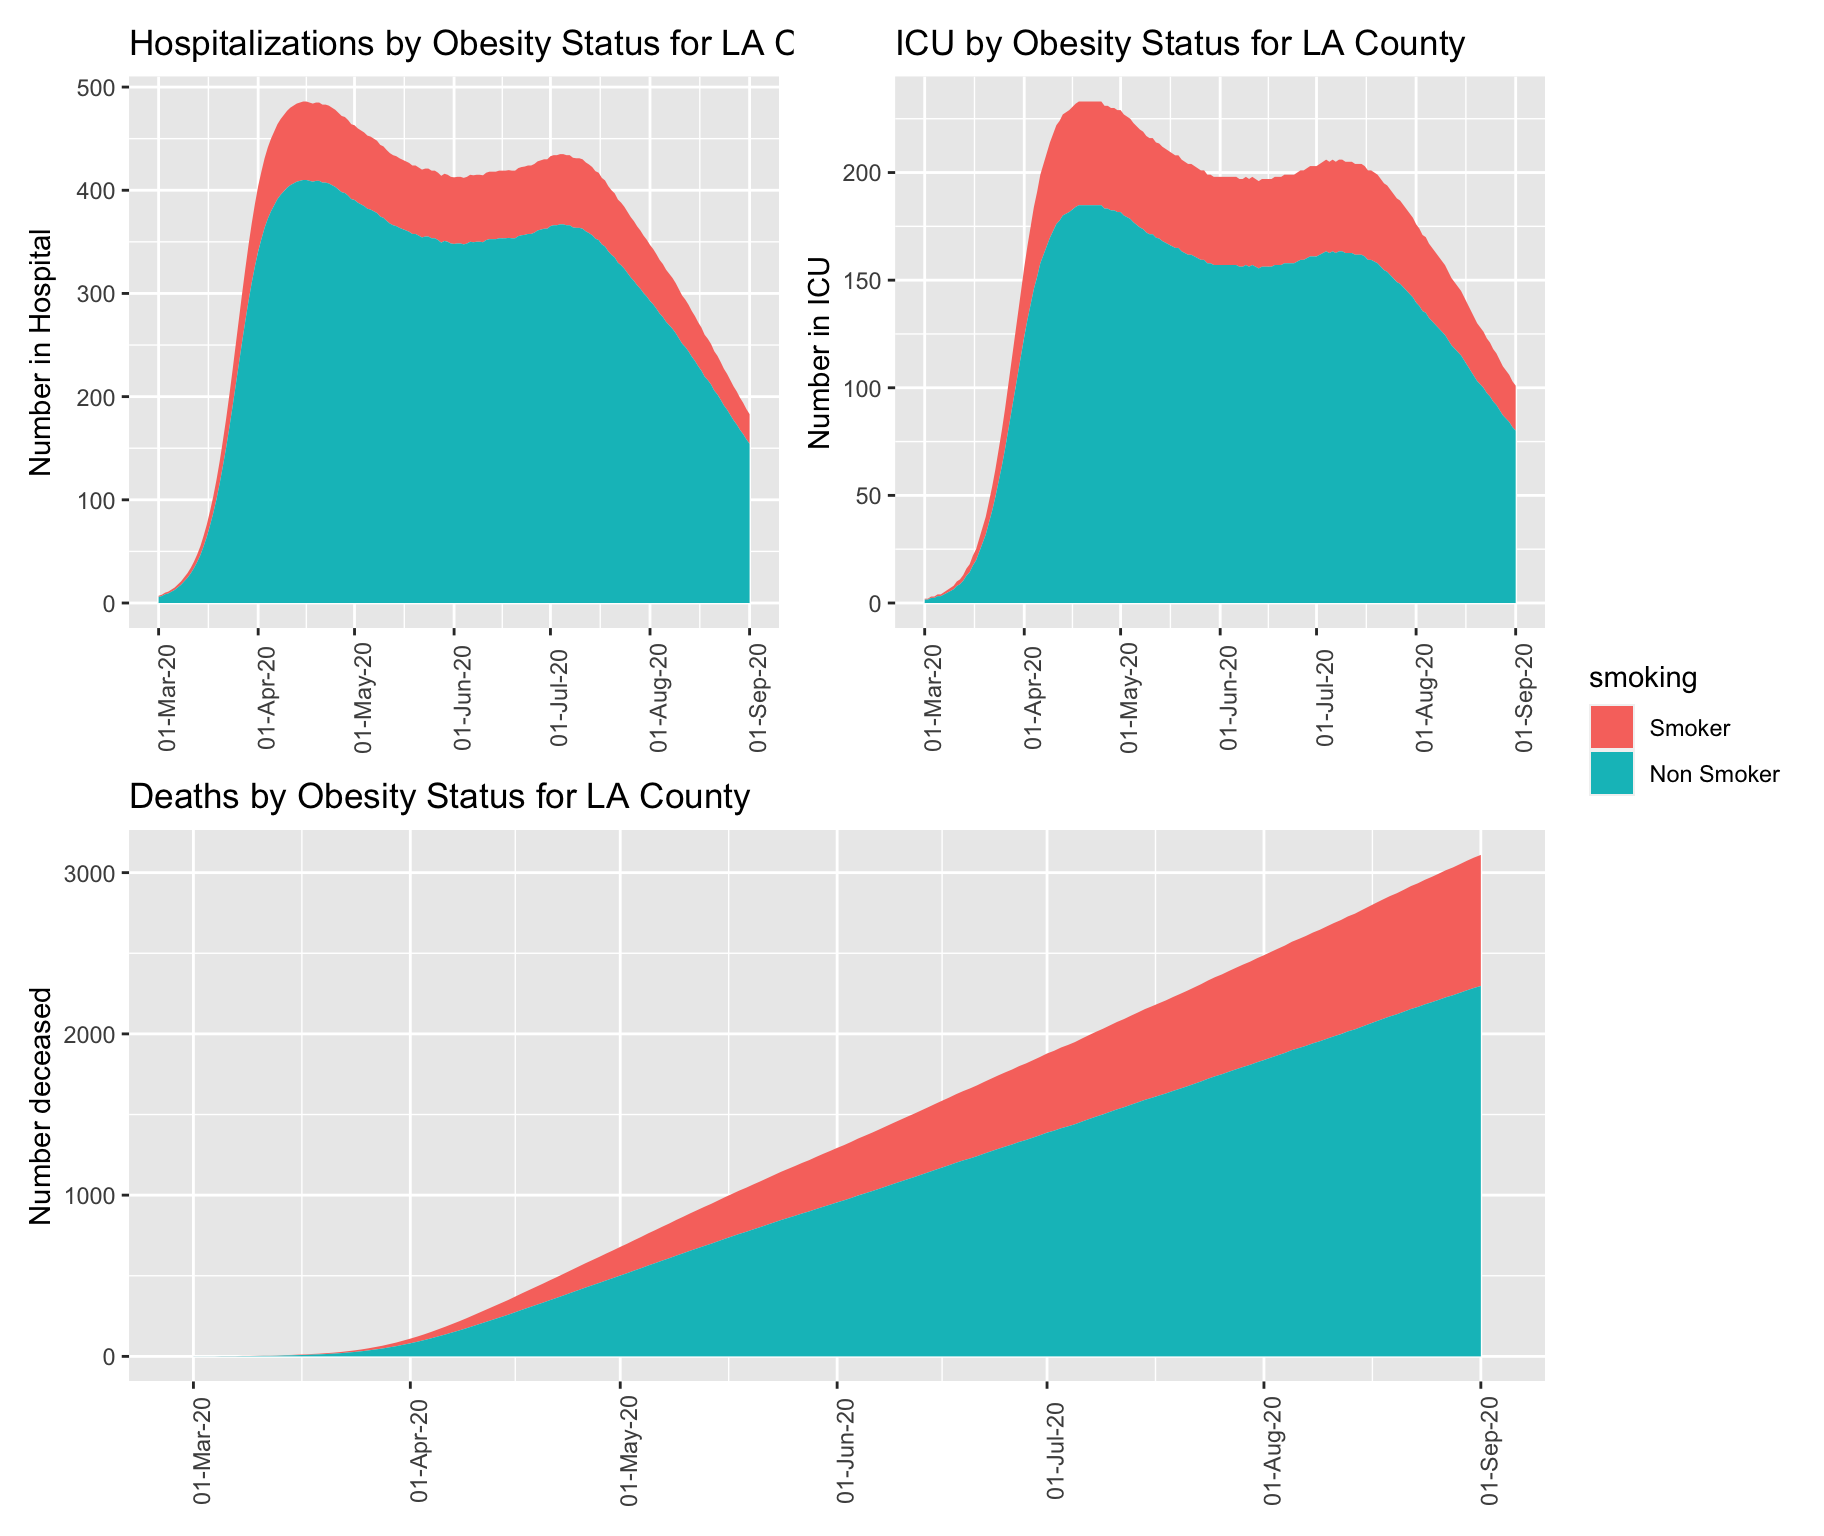 Hospitalizations by Obesity Status for LA C
Number in Hospital
500
400
300
200
100
0
01-Mar-20
01-Apr-20
01-May-20
01-Jun-20
01-Jul-20
01-Aug-20
01-Sep-20
ICU by Obesity Status for LA County
Number in ICU
200
150
100
50
0
01-Mar-20
01-Apr-20
01-May-20
01-Jun-20
01-Jul-20
01-Aug-20
01-Sep-20
smoking
Smoker
Non Smoker
Deaths by Obesity Status for LA County
Number deceased
3000
2000
1000
0
01-Mar-20
01-Apr-20
01-May-20
01-Jun-20
01-Jul-20
01-Aug-20
01-Sep-20